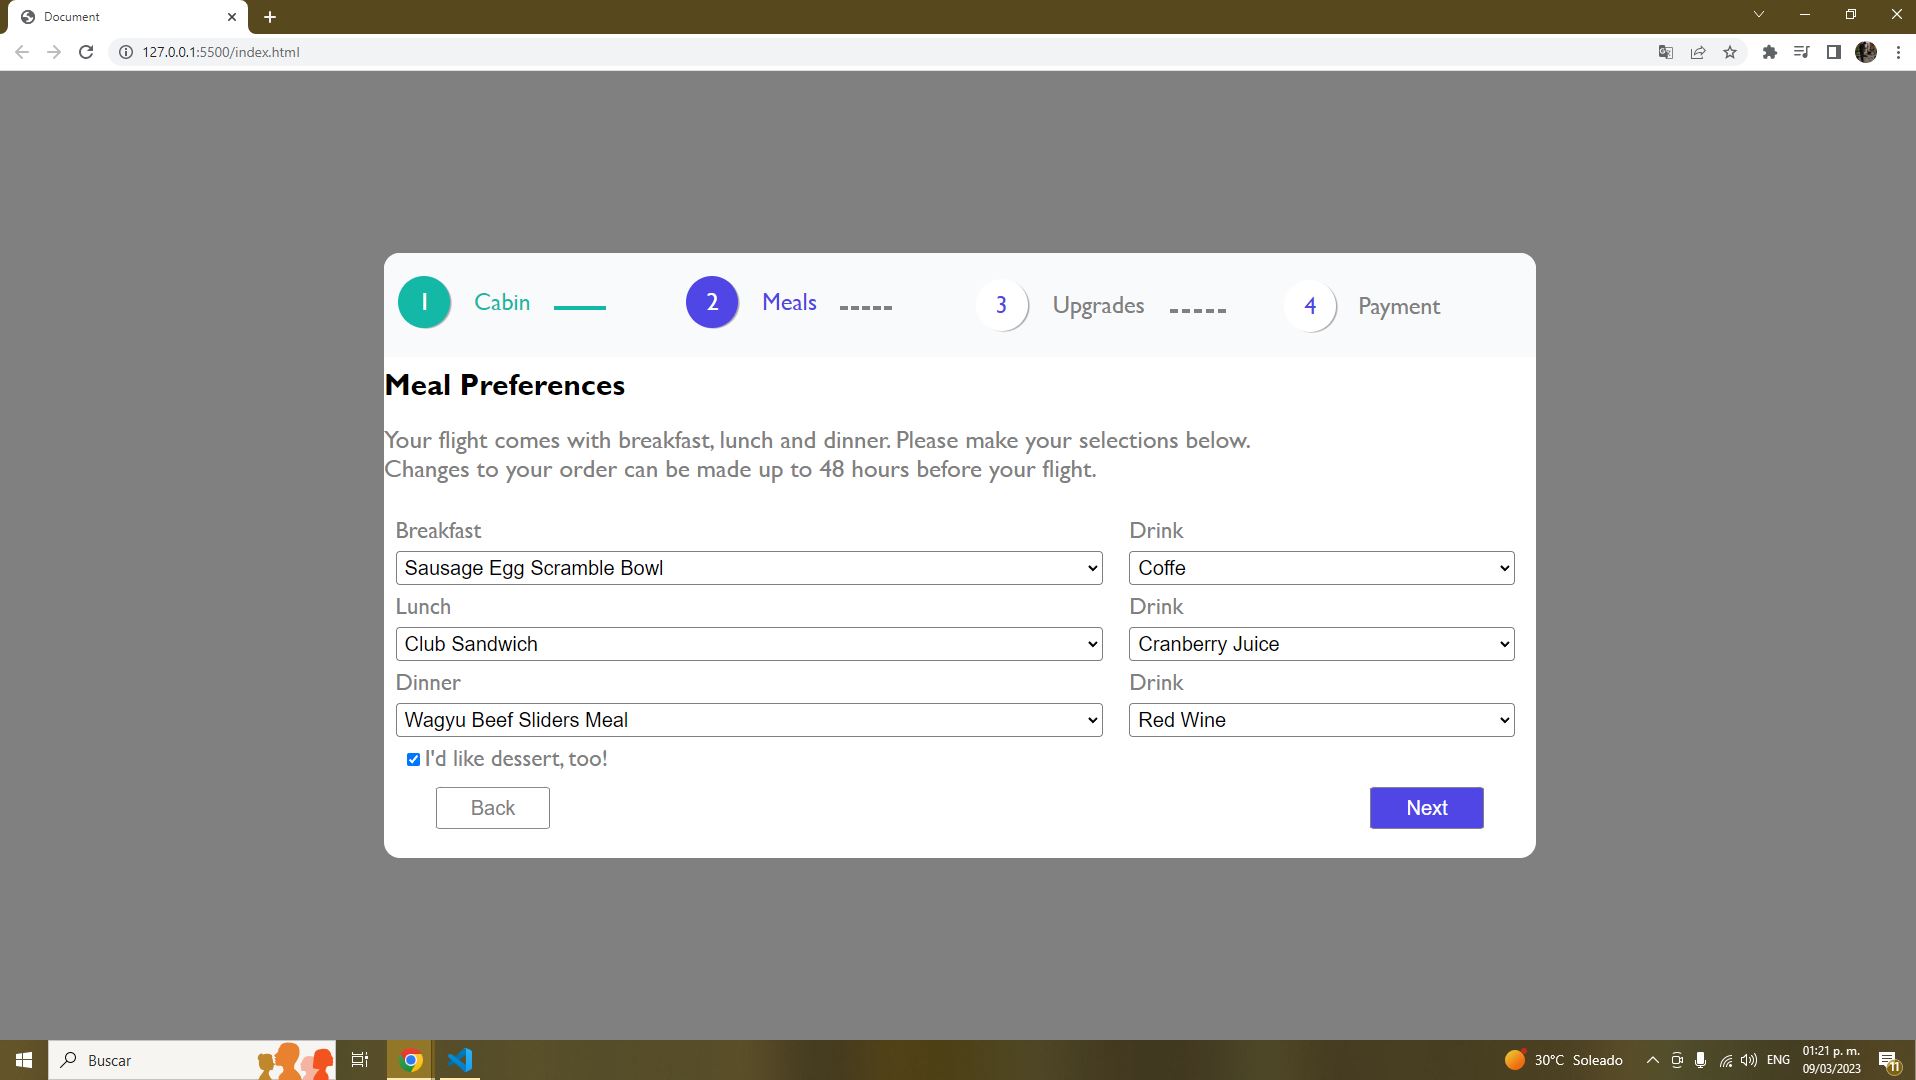 Document
127.0.0.1:5500/index.html
1 Cabin 2 Meals 3 Upgrades 4 Payment
Meal Preferences
Your flight comes with breakfast, lunch and dinner. Please make your selections below.
Changes to your order can be made up to 48 hours before your flight.
Breakfast Drink
Sausage Egg Scramble Bowl Coffe
Lunch Drink
Club Sandwich Cranberry Juice
Dinner Drink
Wagyu Beef Sliders Meal Red Wine
I'd like dessert, too!
Back Next
Buscar 30°C Soleado ENG 01:21 p. m.
09/03/2023 11